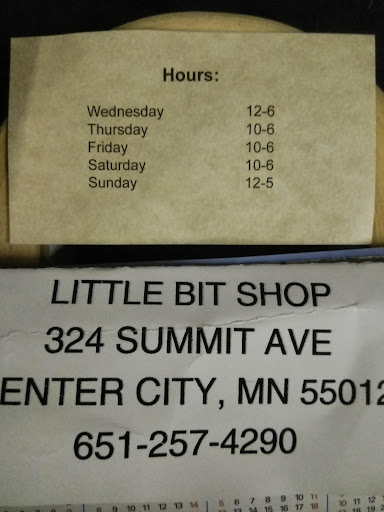 Hours:
Wednesday 12-6
Thursday 10-6
Friday 10-6
Saturday 10-6
Sunday 12-5
LITTLE BIT SHOP
324 SUMMIT AVE
ENTER CITY, MN 55012
651-257-4290